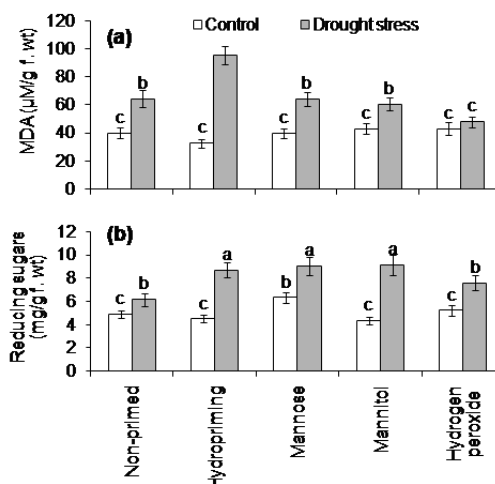 (a)
Control
Drought stress
MDA (µM/g f. wt)
120
100
80
60
40
20
0
c
b
c
c
b
c
b
c
c
(b)
Reducing sugars
(mg/g f. wt)
12
10
8
6
4
2
0
c
b
c
a
b
a
c
a
c
b
Non-primed
Hydropriming
Mannose
Mannitol
Hydrogen
peroxide